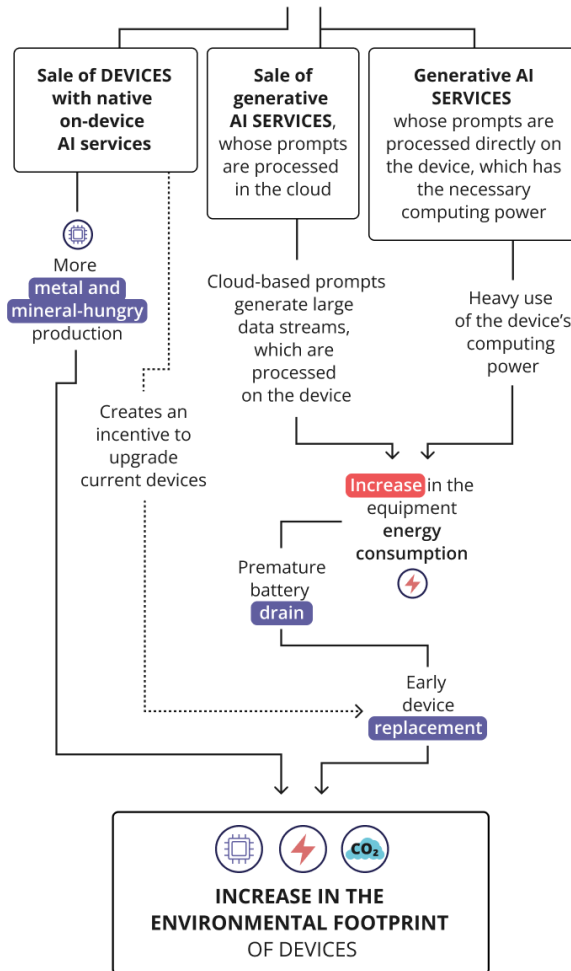 Sale of DEVICES
with native
on-device
AI services
Sale of
generative
AI SERVICES,
whose prompts
are processed
in the cloud
Generative AI
SERVICES
whose prompts are
processed directly on
the device, which has
the necessary
computing power
More
metal and
mineral-hungry
production
Creates an
incentive to
upgrade
current devices
Cloud-based prompts
generate large
data streams,
which are
processed
on the device
Heavy use
of the device’s
computing
power
Increase in the
equipment
energy
consumption
Premature
battery
drain
Early
device
replacement
CO₂
INCREASE IN THE
ENVIRONMENTAL FOOTPRINT
OF DEVICES